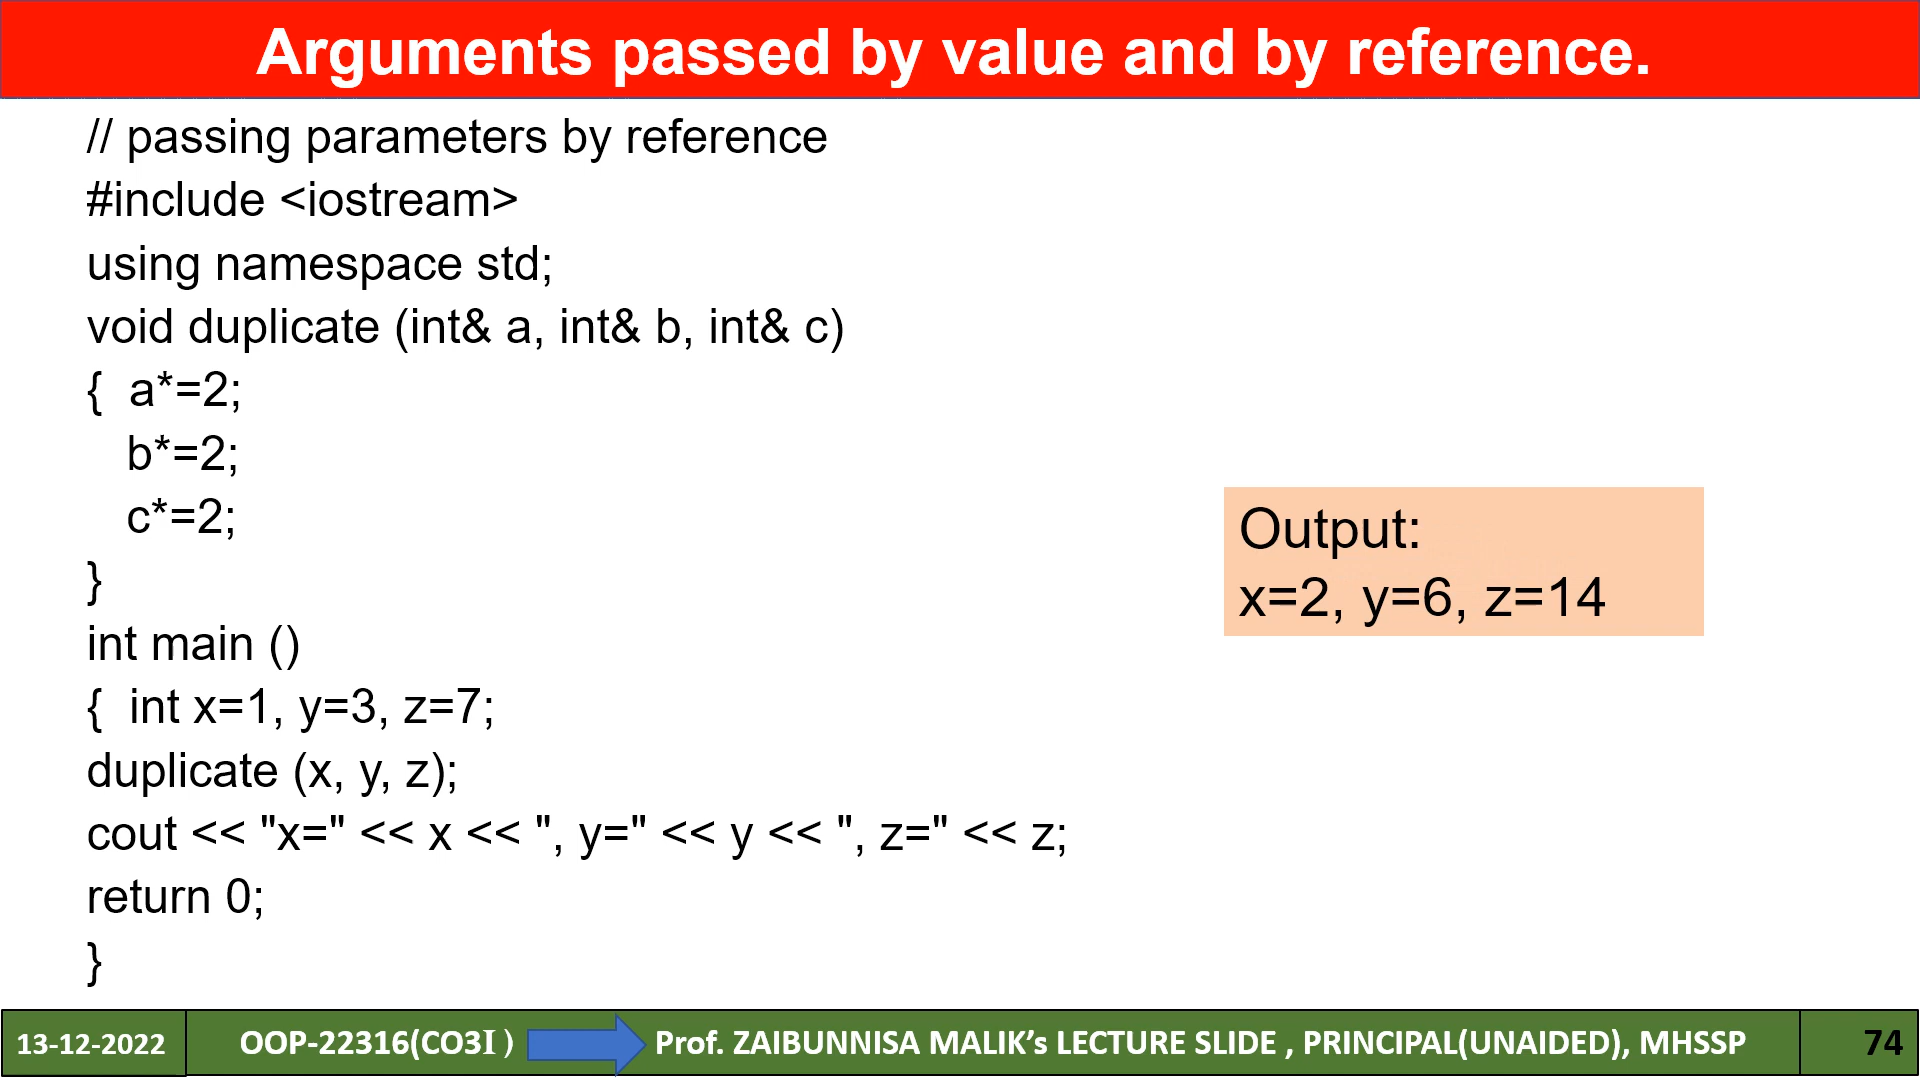 Arguments passed by value and by reference.
// passing parameters by reference
#include <iostream>
using namespace std;
void duplicate (int& a, int& b, int& c)
{  a*=2;
b*=2;
c*=2;
}
int main ()
{  int x=1, y=3, z=7;
duplicate (x, y, z);
cout << "x=" << x << ", y=" << y << ", z=" << z;
return 0;
}
Output:
x=2, y=6, z=14
13-12-2022 OOP-22316(CO3I ) Prof. ZAIBUNNISA MALIK’s LECTURE SLIDE , PRINCIPAL(UNAIDED), MHSSP 74